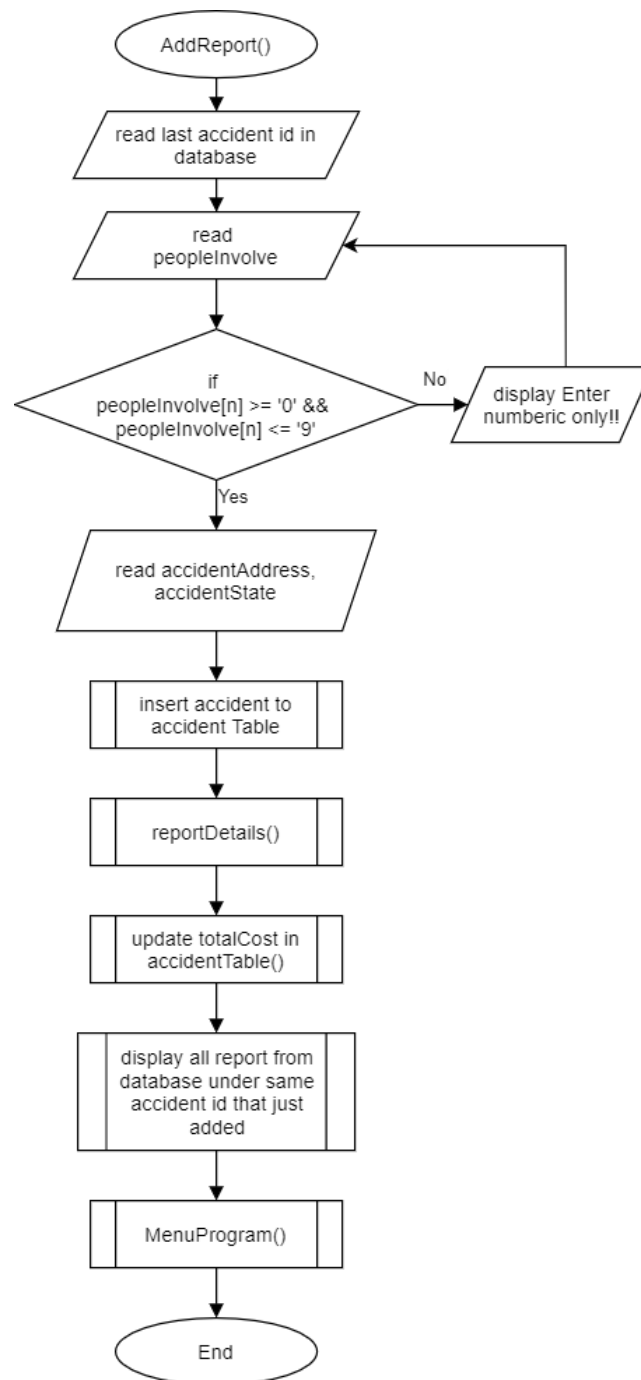 AddReport()
read last accident id in
database
read
peopleInvolve
if
peopleInvolve[n] >= '0' &&
peopleInvolve[n] <= '9'
No
display Enter
numberic only!!
Yes
read accidentAddress,
accidentState
insert accident to
accident Table
reportDetails()
update totalCost in
accidentTable()
display all report from
database under same
accident id that just
added
MenuProgram()
End